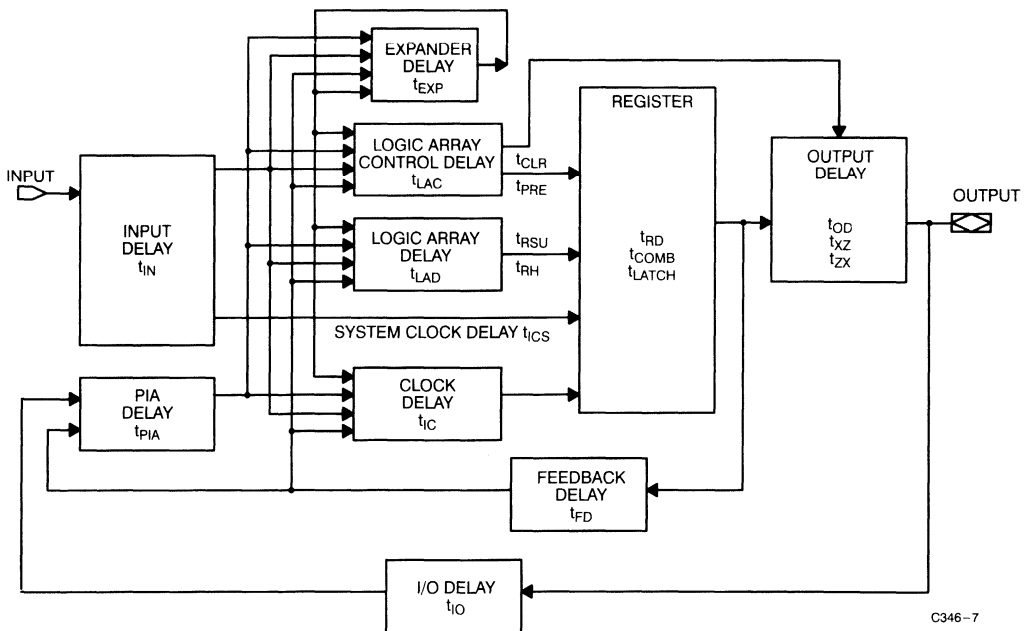 EXPANDER
DELAY
tEXP
REGISTER
LOGIC ARRAY
CONTROL DELAY
tLAC
tCLR
tPRE
OUTPUT
DELAY
tOD
tXZ
tZX
INPUT
OUTPUT
INPUT
DELAY
tIN
LOGIC ARRAY
DELAY
tLAD
tRSU
tRH
tRD
tCOMB
tLATCH
SYSTEM CLOCK DELAY tICS
PIA
DELAY
tPIA
CLOCK
DELAY
tIC
FEEDBACK
DELAY
tFD
I/O DELAY
tIO
C346-7